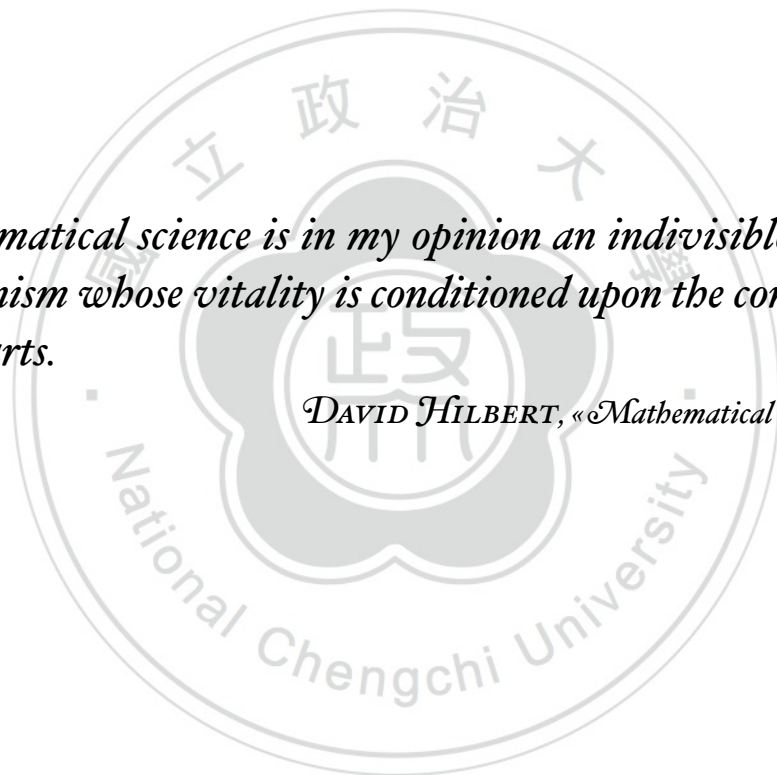 國立政治大學
matical science is in my opinion an indivisible
nism whose vitality is conditioned upon the con
arts.
DAVID HILBERT, «Mathematical
National Chengchi University